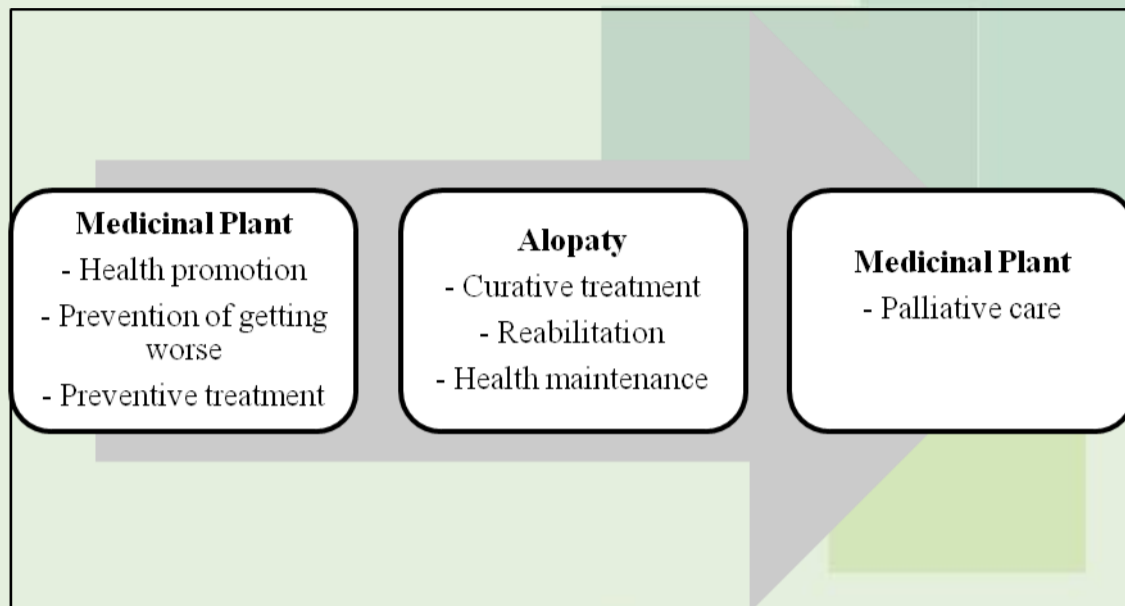 Medicinal Plant
- Health promotion
- Prevention of getting
worse
- Preventive treatment
Alopaty
- Curative treatment
- Reabilitation
- Health maintenance
Medicinal Plant
- Palliative care